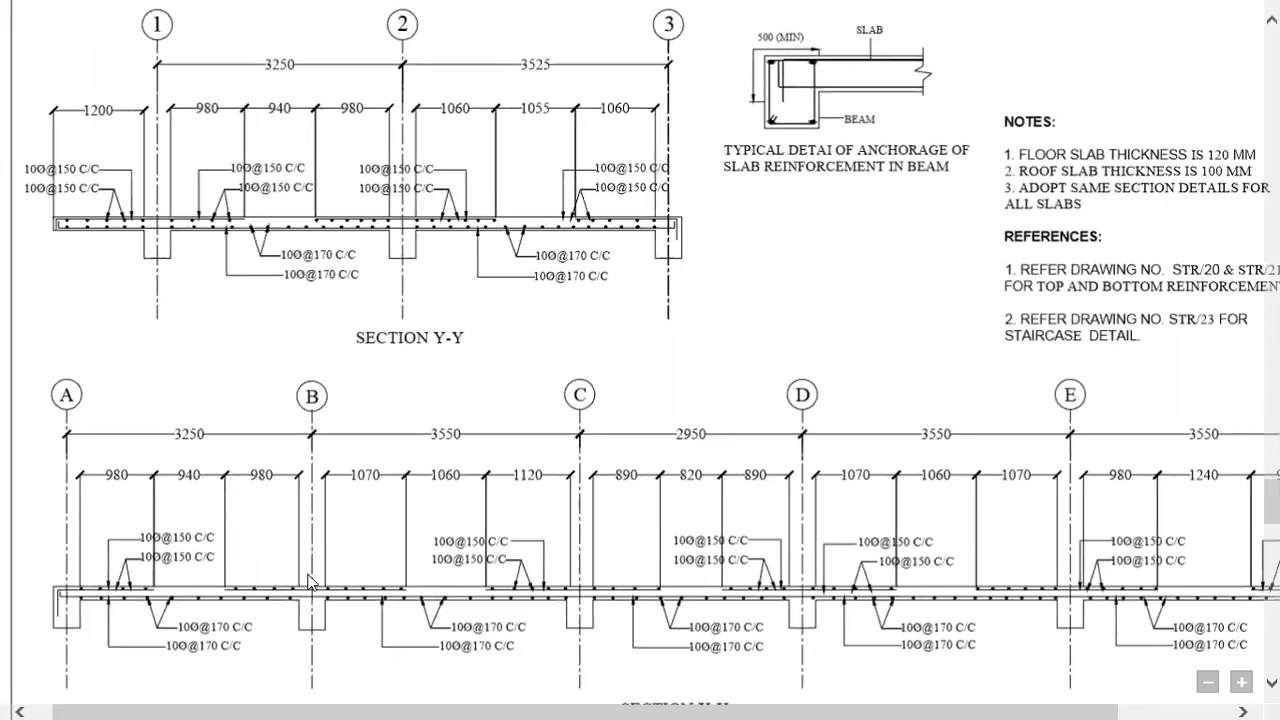 1 2 3
3250 3525
1200 980 940 980 1060 1055 1060
10Ø@150 C/C 10Ø@150 C/C 10Ø@150 C/C 10Ø@150 C/C
10Ø@150 C/C 10Ø@150 C/C 10Ø@150 C/C 10Ø@150 C/C
10Ø@170 C/C 10Ø@170 C/C
10Ø@170 C/C 10Ø@170 C/C
SECTION Y-Y
500 (MIN) SLAB
BEAM
TYPICAL DETAI OF ANCHORAGE OF
SLAB REINFORCEMENT IN BEAM
NOTES:
1. FLOOR SLAB THICKNESS IS 120 MM
2. ROOF SLAB THICKNESS IS 100 MM
3. ADOPT SAME SECTION DETAILS FOR
ALL SLABS
REFERENCES:
1. REFER DRAWING NO. STR/20 & STR/21
FOR TOP AND BOTTOM REINFORCEMENT
2. REFER DRAWING NO. STR/23 FOR
STAIRCASE DETAIL.
A B C D E
3250 3550 2950 3550 3550
980 940 980 1070 1060 1120 890 820 890 1070 1060 1070 980 1240
10Ø@150 C/C 10Ø@150 C/C 10Ø@150 C/C 10Ø@150 C/C 10Ø@150 C/C
10Ø@150 C/C 10Ø@150 C/C 10Ø@150 C/C 10Ø@150 C/C 10Ø@150 C/C
10Ø@170 C/C 10Ø@170 C/C 10Ø@170 C/C 10Ø@170 C/C 10Ø@170 C/C
10Ø@170 C/C 10Ø@170 C/C 10Ø@170 C/C 10Ø@170 C/C 10Ø@170 C/C